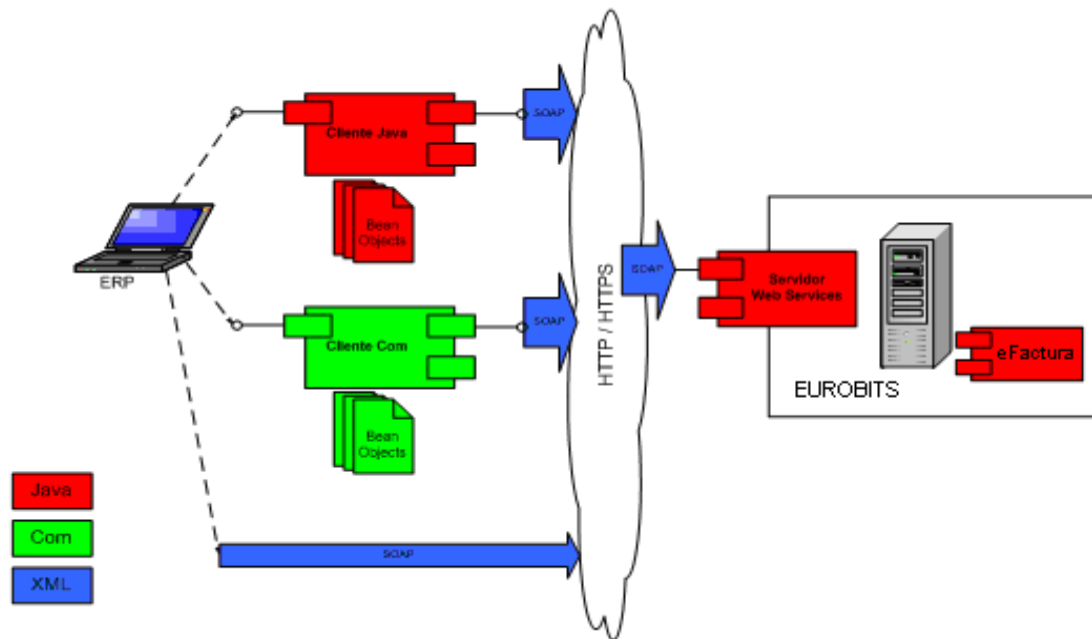 SOAP
Cliente Java
Bean
Objects
ERP
HTTP / HTTPS
SOAP
Servidor
Web Services
SOAP
Cliente Com
eFactura
EUROBITS
Bean
Objects
Java
Com
XML
SOAP